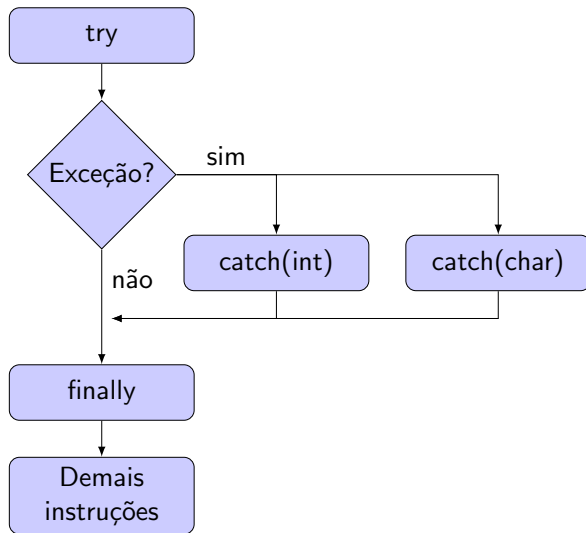 try
Exceção?
sim
catch(int)
catch(char)
não
finally
Demais
instruções